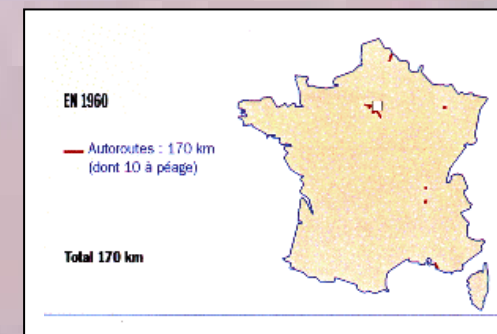 EN 1960
Autoroutes : 170 km
(dont 10 à péage)
Total 170 km